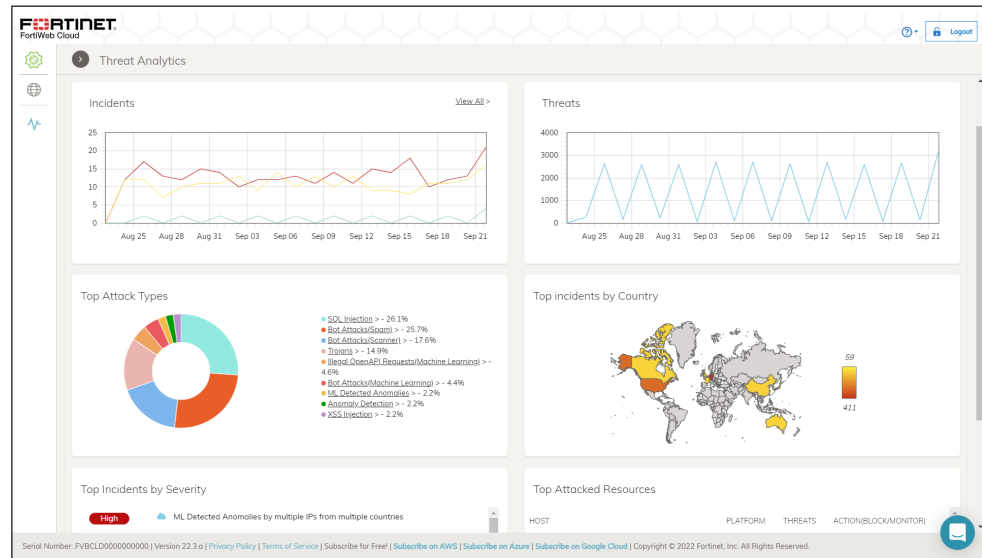 FORTINET
FortiWeb Cloud
Logout
Threat Analytics
Incidents
View All >
25
20
15
10
5
0
Aug 25 Aug 28 Aug 31 Sep 03 Sep 06 Sep 09 Sep 12 Sep 15 Sep 18 Sep 21
Threats
4000
3000
2000
1000
0
Aug 25 Aug 28 Aug 31 Sep 03 Sep 06 Sep 09 Sep 12 Sep 15 Sep 18 Sep 21
Top Attack Types
SQL Injection > - 26.1%
Bot Attacks(Spam) > - 25.7%
Bot Attacks(Scanner) > - 17.6%
Trojans > - 14.9%
Illegal OpenAPI Requests(Machine Learning) > -
4.6%
Bot Attacks(Machine Learning) > - 4.4%
ML Detected Anomalies > - 2.2%
Anomaly Detection > - 2.2%
XSS Injection > - 2.2%
Top incidents by Country
59
411
Top Incidents by Severity
High ML Detected Anomalies by multiple IPs from multiple countries
Top Attacked Resources
HOST PLATFORM THREATS ACTION(BLOCK/MONITOR)
Serial Number: FVBCLD0000000000 | Version 22.3.a | Privacy Policy | Terms of Service | Subscribe for Free! | Subscribe on AWS | Subscribe on Azure | Subscribe on Google Cloud | Copyright © 2022 Fortinet, Inc. All Rights Reserved.